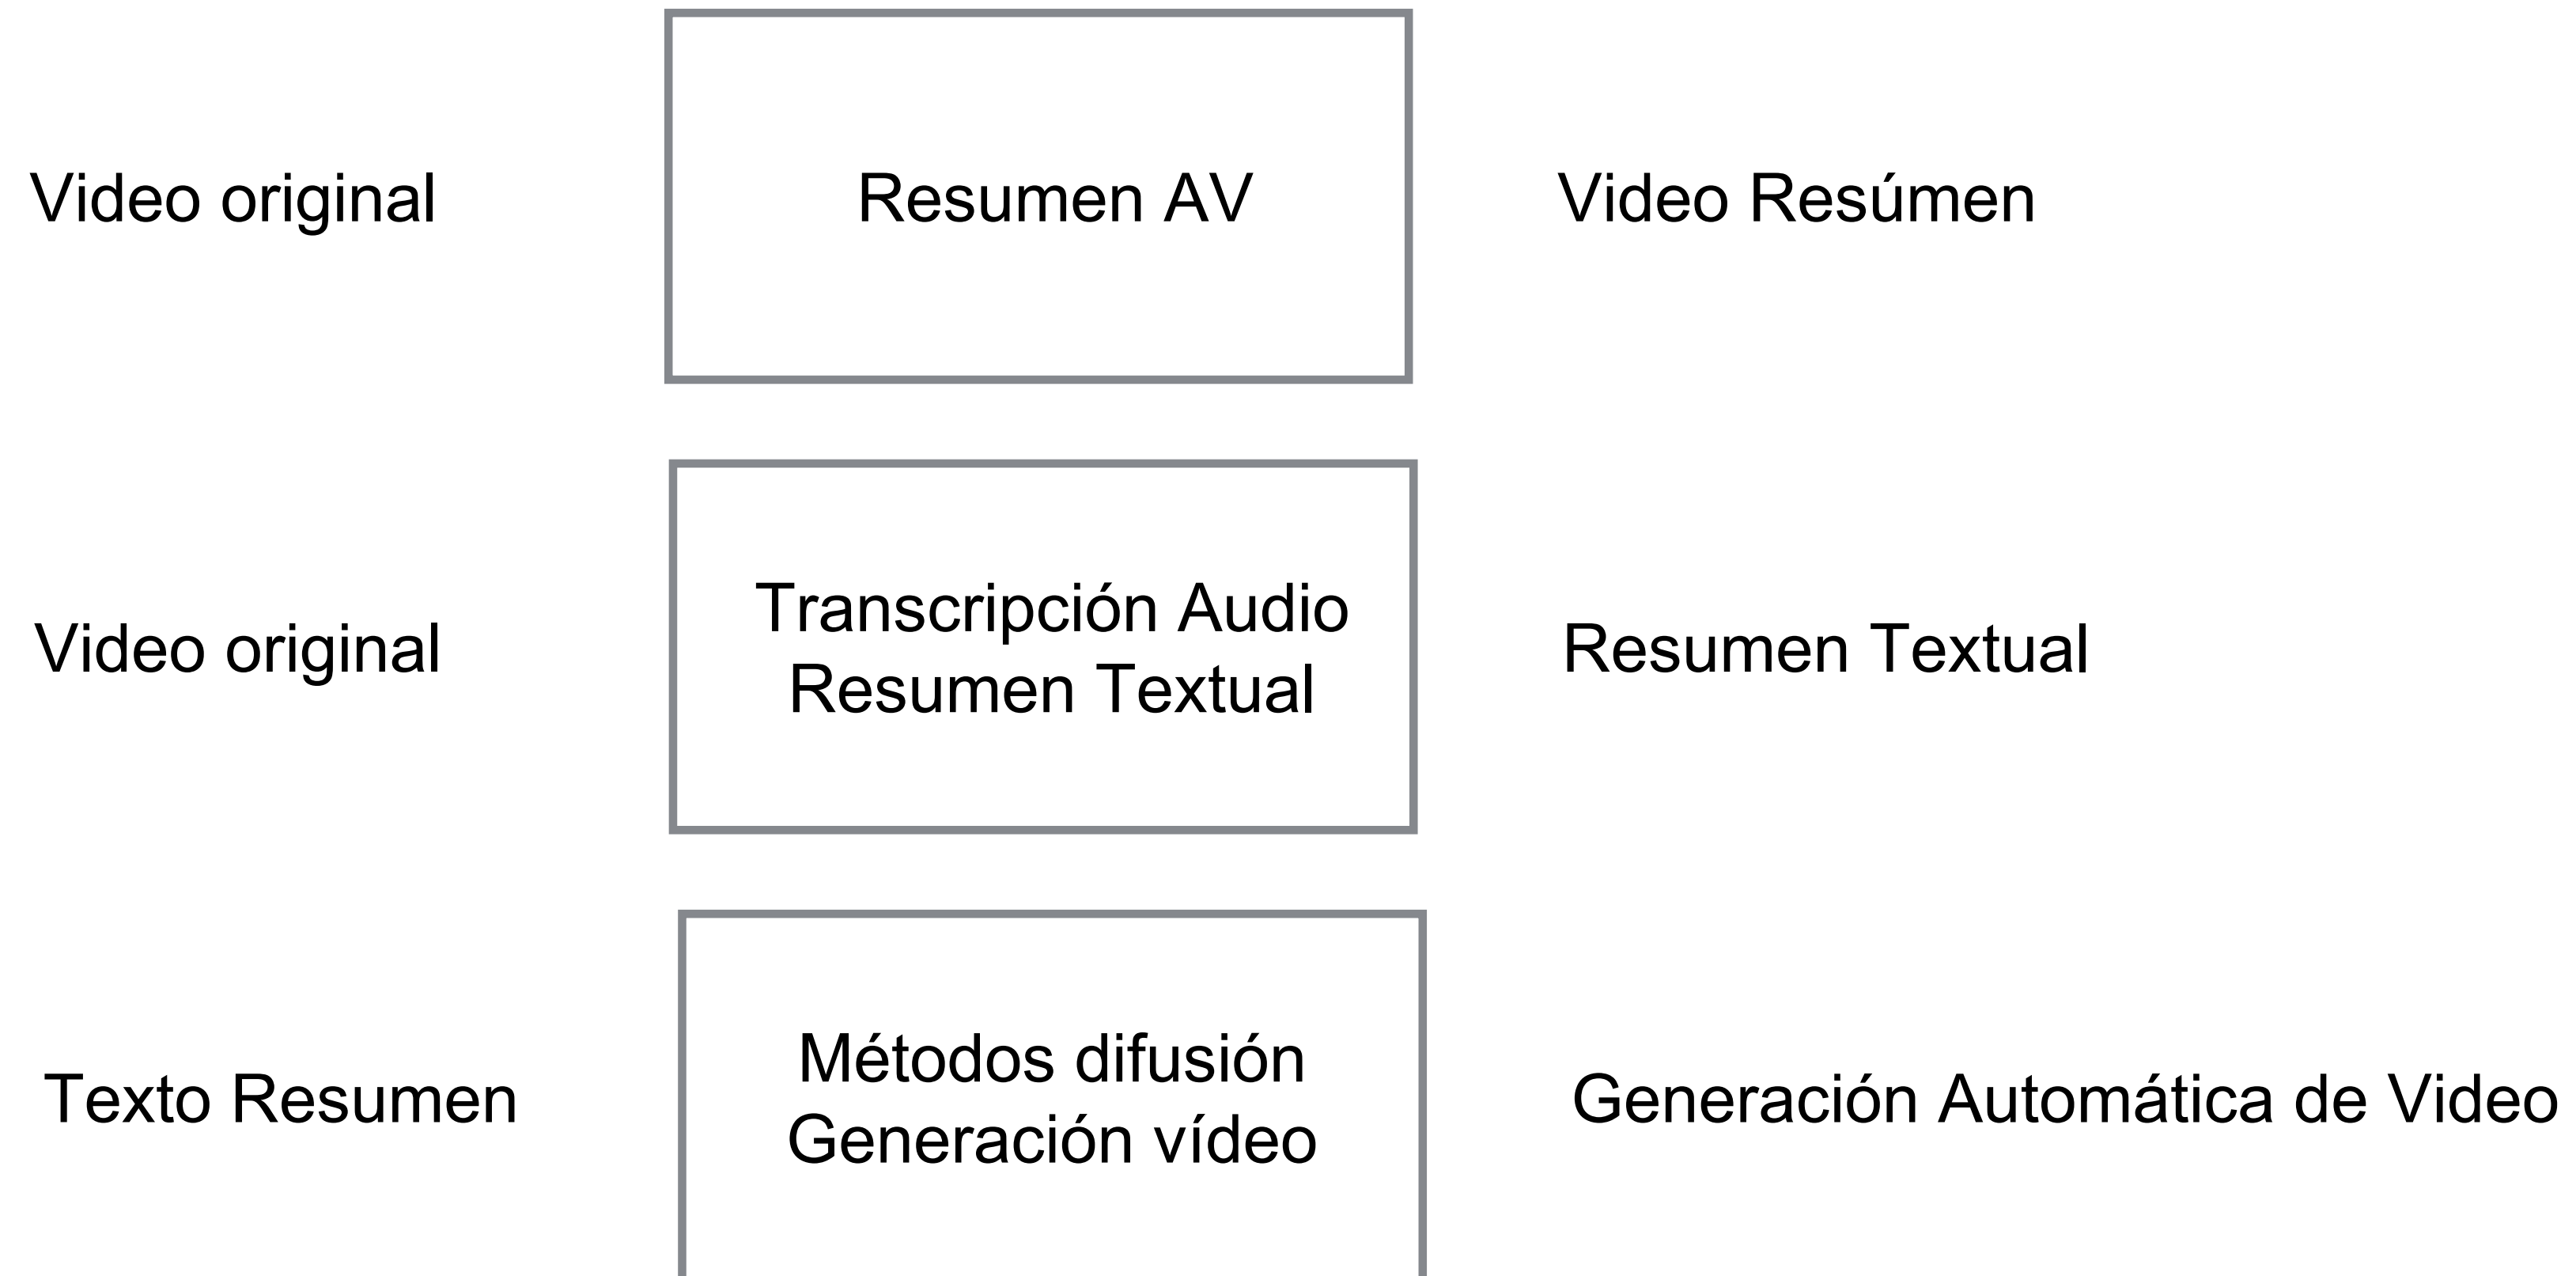 Video original
Resumen AV
Video Resúmen
Video original
Transcripción Audio
Resumen Textual
Resumen Textual
Texto Resumen
Métodos difusión
Generación vídeo
Generación Automática de Video